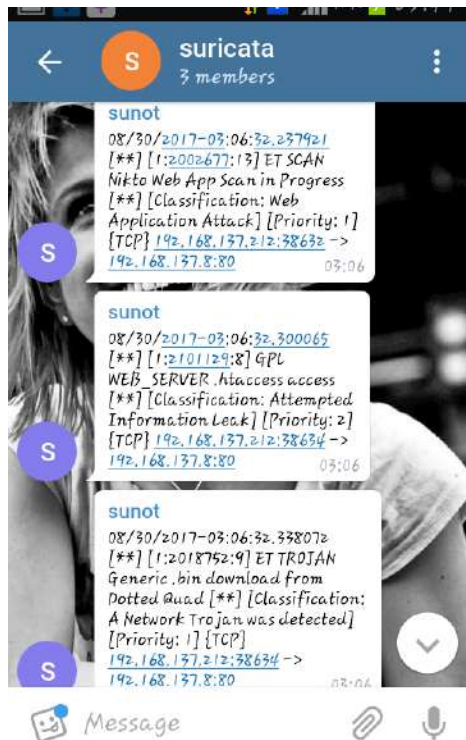 suricata
3 members
sunot
08/30/2017-03:06:32.237921
[**] [1:2002677:13] ET SCAN
Nikto Web App Scan in Progress
[**] [Classification: Web
Application Attack] [Priority: 1]
{TCP} 192.168.137.212:38632 ->
192.168.137.8:80
03:06
S
sunot
08/30/2017-03:06:32.300065
[**] [1:2101129:8] GPL
WEB_SERVER .htaccess access
[**] [Classification: Attempted
Information Leak] [Priority: 2]
{TCP} 192.168.137.212:38634 ->
192.168.137.8:80
03:06
S
sunot
08/30/2017-03:06:32.338072
[**] [1:2018752:9] ET TROJAN
Generic .bin download from
Dotted Quad [**] [Classification:
A Network Trojan was detected]
[Priority: 1] {TCP}
192.168.137.212:38634 ->
192.168.137.8:80
03:06
S
Message